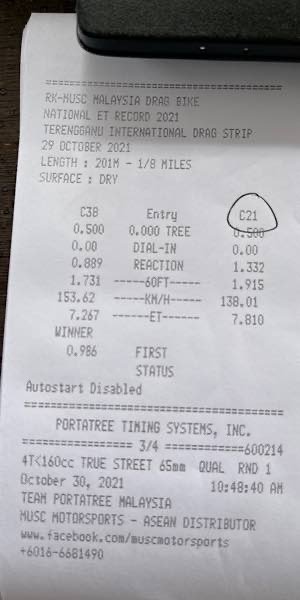 ==================================
RK-MUSC MALAYSIA DRAG BIKE
NATIONAL ET RECORD 2021
TERENGGANU INTERNATIONAL DRAG STRIP
29 OCTOBER 2021
LENGTH : 201M - 1/8 MILES
SURFACE : DRY
C38 Entry C21
0.500 0.000 TREE 0.500
0.00 DIAL-IN 0.00
0.889 REACTION 1.332
1.731 -----60FT----- 1.915
153.62 -----KM/H----- 138.01
7.267 ------ET------ 7.810
WINNER
0.986 FIRST
STATUS
Autostart Disabled
==================================
PORTATREE TIMING SYSTEMS, INC.
================ 3/4 ============600214
4T<160cc TRUE STREET 65mm QUAL RND 1
October 30, 2021 10:48:40 AM
TEAM PORTATREE MALAYSIA
MUSC MOTORSPORTS - ASEAN DISTRIBUTOR
www.facebook.com/muscmotorsports
+6016-6681490